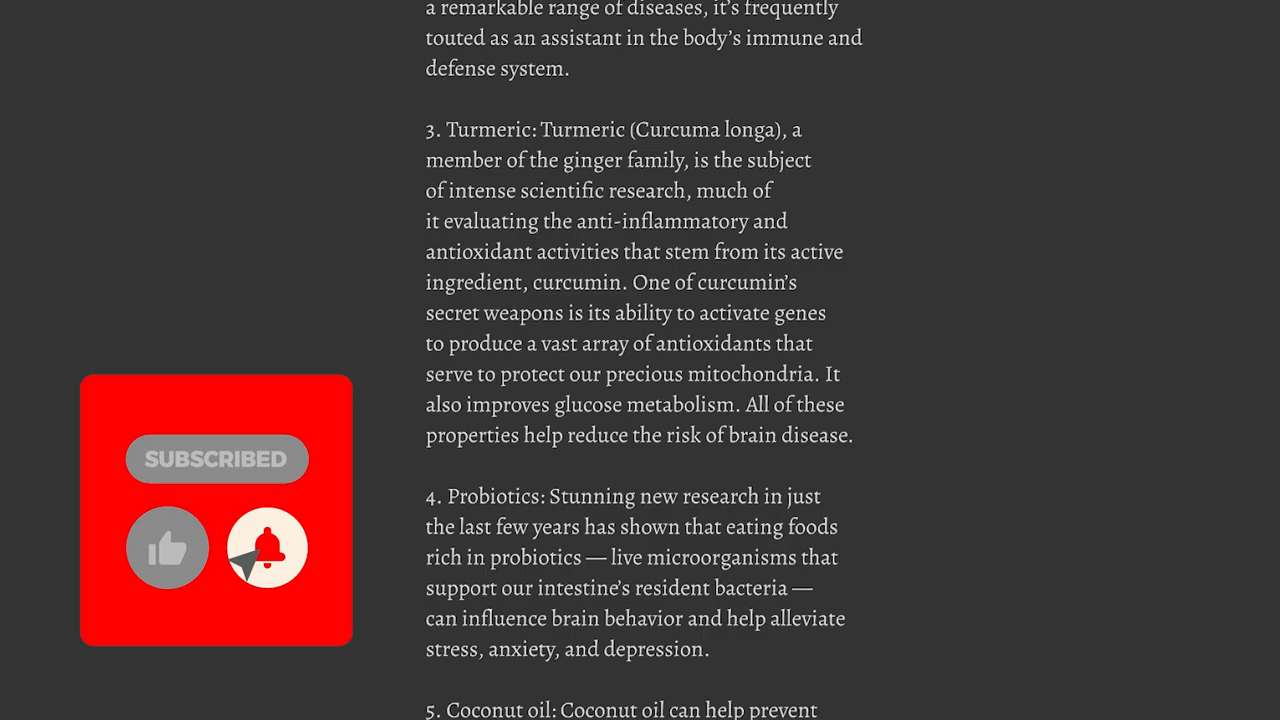 a remarkable range of diseases, it’s frequently
touted as an assistant in the body’s immune and
defense system.
3. Turmeric: Turmeric (Curcuma longa), a
member of the ginger family, is the subject
of intense scientific research, much of
it evaluating the anti-inflammatory and
antioxidant activities that stem from its active
ingredient, curcumin. One of curcumin’s
secret weapons is its ability to activate genes
to produce a vast array of antioxidants that
serve to protect our precious mitochondria. It
also improves glucose metabolism. All of these
properties help reduce the risk of brain disease.
4. Probiotics: Stunning new research in just
the last few years has shown that eating foods
rich in probiotics — live microorganisms that
support our intestine’s resident bacteria —
can influence brain behavior and help alleviate
stress, anxiety, and depression.
5. Coconut oil: Coconut oil can help prevent
SUBSCRIBED